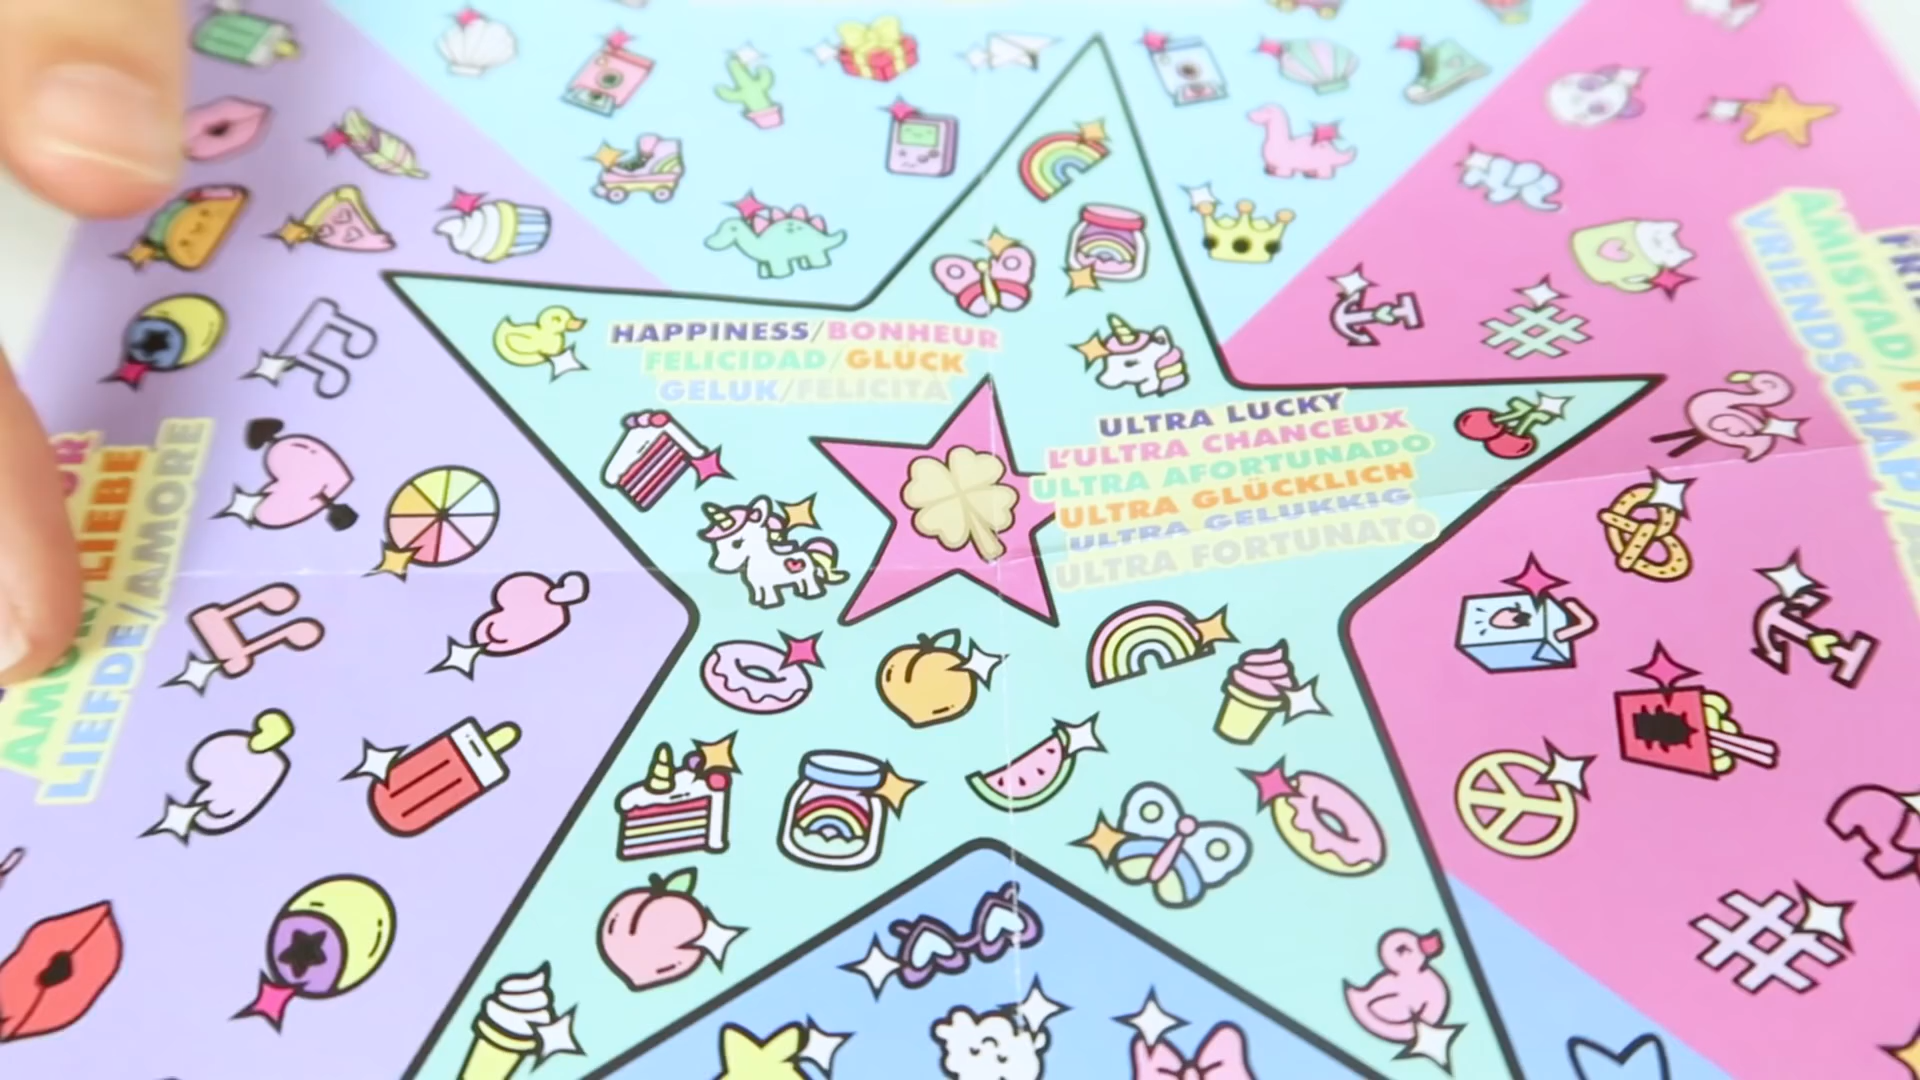 HAPPINESS/BONHEUR
FELICIDAD/GLÜCK
GELUK/FELICITÀ
ULTRA LUCKY
L'ULTRA CHANCEUX
ULTRA AFORTUNADO
ULTRA GLÜCKLICH
ULTRA GELUKKIG
ULTRA FORTUNATO
/LIEBE
LIEFDE/AMORE
AMISTAD/
VRIENDSCHAP/